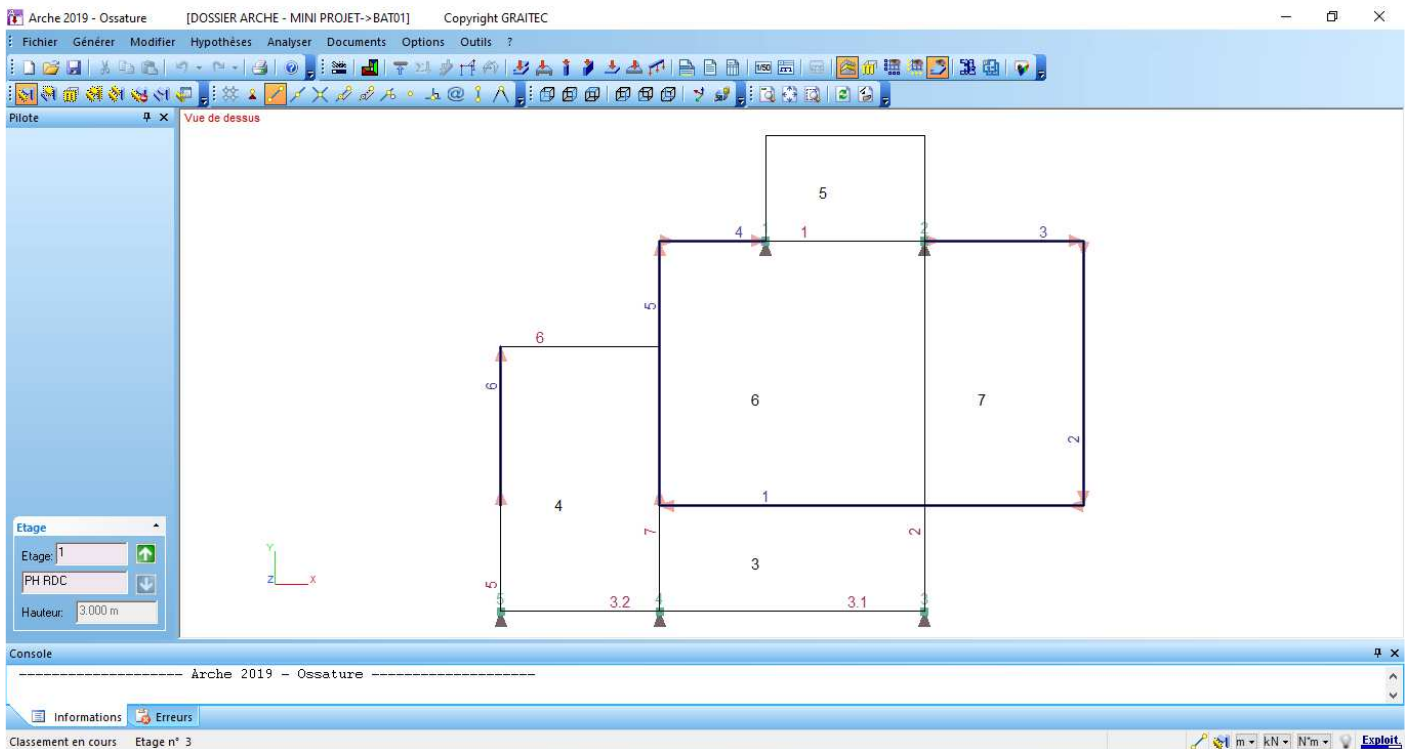 Arche 2019 - Ossature [DOSSIER ARCHE - MINI PROJET->BAT01] Copyright GRAITEC
Fichier Générer Modifier Hypothèses Analyser Documents Options Outils ?
Pilote
Vue de dessus
5
4 1 1 2 3
5
6
6
6 7
2
1
4
7 2
3
5
5 3.2 4 3.1 3
Y
Z X
Etage
Etage: 1
PH RDC
Hauteur: 3.000 m
Console
-------------------- Arche 2019 - Ossature --------------------
Informations Erreurs
Classement en cours Etage n° 3 m kN N°m Exploit.